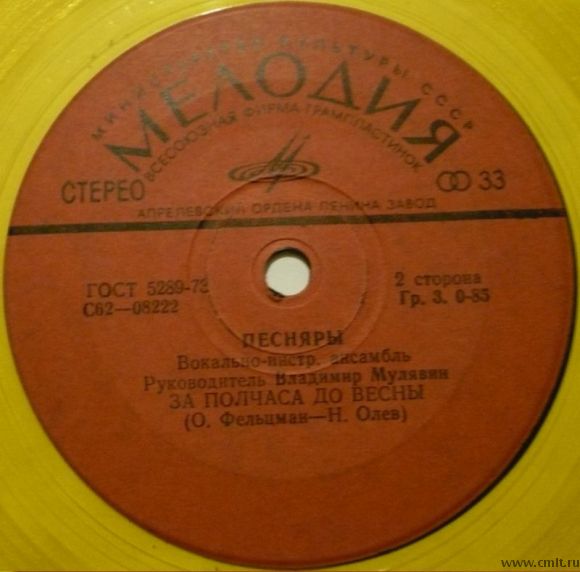 МИНИСТЕРСТВО КУЛЬТУРЫ СССР
МЕЛОДИЯ
ВСЕСОЮЗНАЯ ФИРМА ГРАМПЛАСТИНОК
СТЕРЕО
33
АПРЕЛЕВСКИЙ ОРДЕНА ЛЕНИНА ЗАВОД
ГОСТ 5289-73
2 сторона
С62—08222
Гр. 3. 0-85
ПЕСНЯРЫ
Вокально-инстр. ансамбль
Руководитель Владимир Мулявин
ЗА ПОЛЧАСА ДО ВЕСНЫ
(О. Фельцман—Н. Олев)
www.cmlt.ru